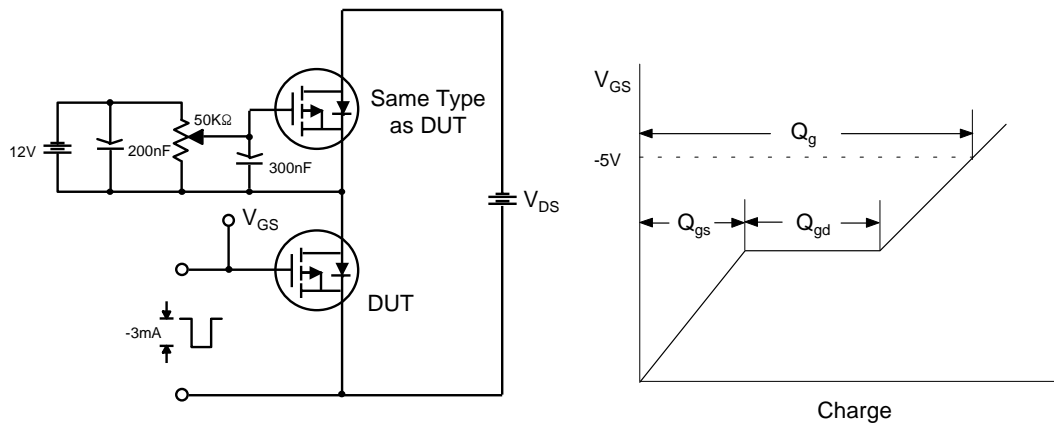 12V
200nF
50KΩ
300nF
Same Type
as DUT
V_GS
V_DS
DUT
-3mA
V_GS
Q_g
-5V
Q_gs
Q_gd
Charge